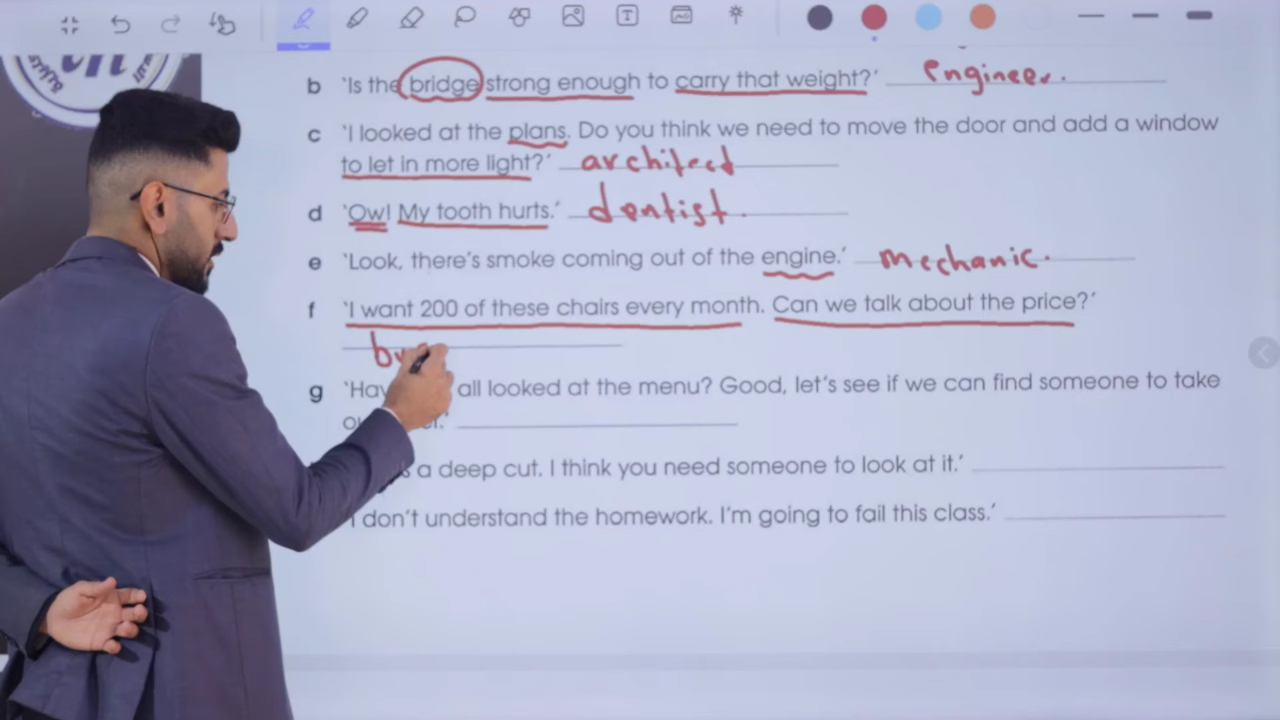 b 'Is the bridge strong enough to carry that weight?' engineer.
c 'I looked at the plans. Do you think we need to move the door and add a window
to let in more light?' architect
d 'Ow! My tooth hurts.' dentist.
e 'Look, there's smoke coming out of the engine.' mechanic.
f 'I want 200 of these chairs every month. Can we talk about the price?'
g all looked at the menu? Good, let's see if we can find someone to take
a deep cut. I think you need someone to look at it.'
don't understand the homework. I'm going to fail this class.'